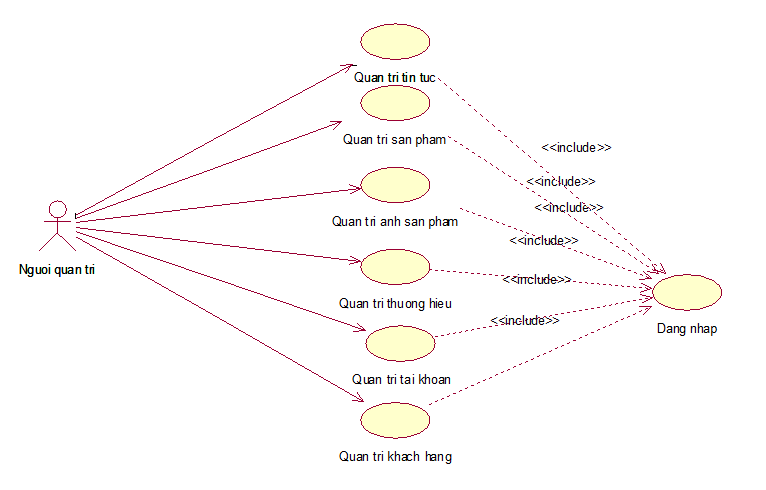 Quan tri tin tuc
Quan tri san pham
<<include>>
<<include>>
<<include>>
Quan tri anh san pham
<<include>>
Nguoi quan tri
<<include>>
Quan tri thuong hieu
<<include>>
Dang nhap
Quan tri tai khoan
Quan tri khach hang